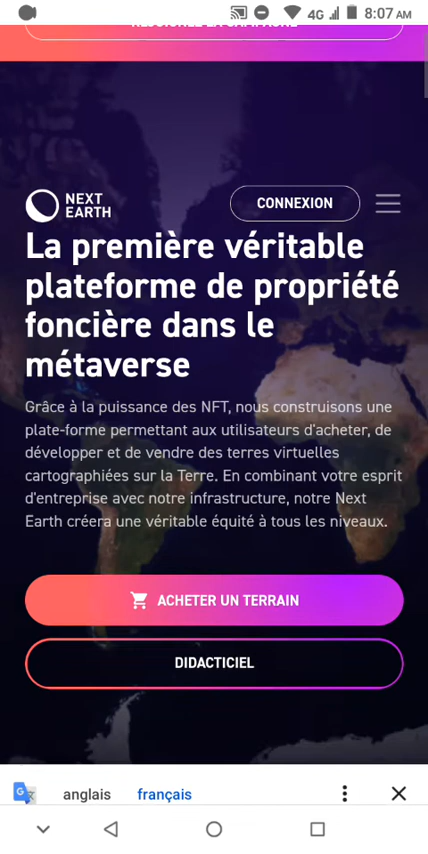 4G 8:07 AM
REJOIGNEZ LA CAMPAGNE
NEXT
EARTH
CONNEXION
La première véritable
plateforme de propriété
foncière dans le
métaverse
Grâce à la puissance des NFT, nous construisons une
plate-forme permettant aux utilisateurs d'acheter, de
développer et de vendre des terres virtuelles
cartographiées sur la Terre. En combinant votre esprit
d'entreprise avec notre infrastructure, notre Next
Earth créera une véritable équité à tous les niveaux.
ACHETER UN TERRAIN
DIDACTICIEL
anglais français